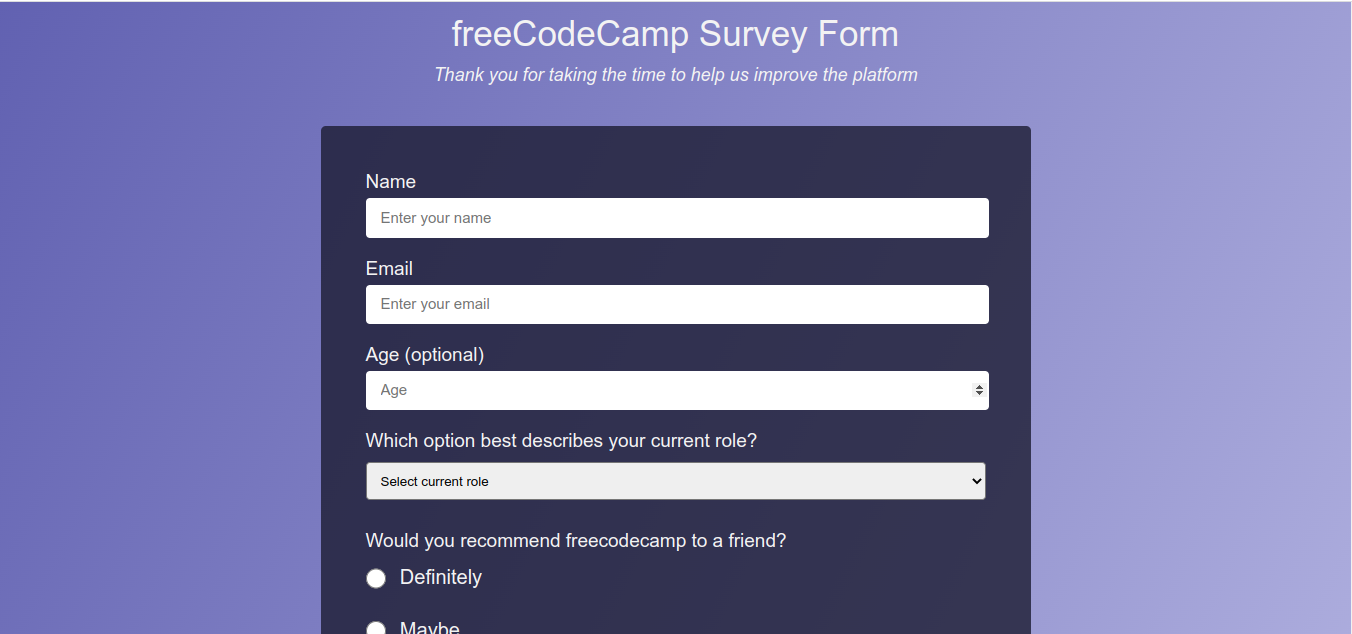 freeCodeCamp Survey Form
Thank you for taking the time to help us improve the platform
Name
Enter your name
Email
Enter your email
Age (optional)
Age
Which option best describes your current role?
Select current role
Would you recommend freecodecamp to a friend?
Definitely
Maybe